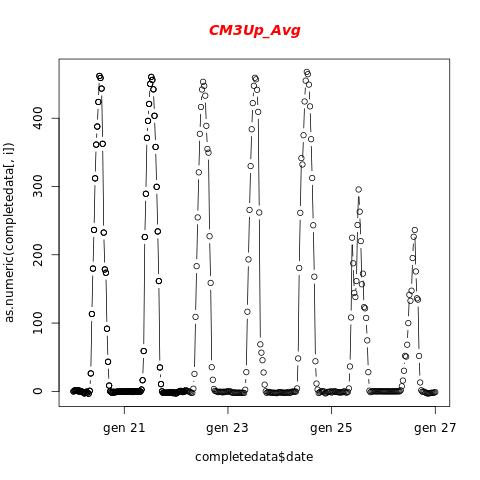 CM3Up_Avg
as.numeric(completedata[, i])
400
300
200
100
0
gen 21
gen 23
gen 25
gen 27
completedata$date